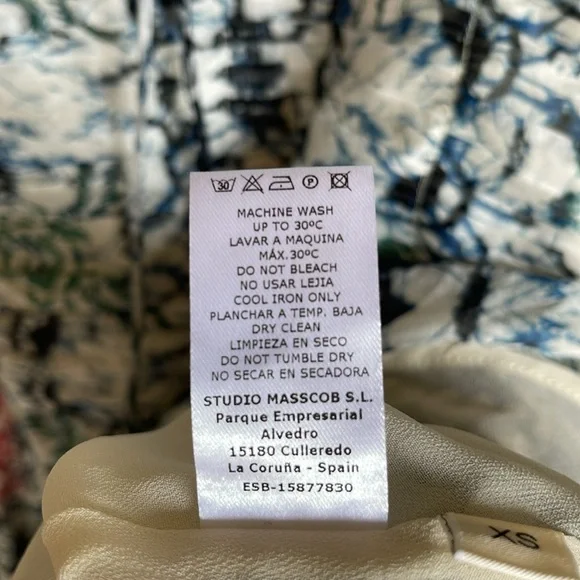 30 P
MACHINE WASH
UP TO 30ºC
LAVAR A MAQUINA
MÁX.30ºC
DO NOT BLEACH
NO USAR LEJIA
COOL IRON ONLY
PLANCHAR A TEMP. BAJA
DRY CLEAN
LIMPIEZA EN SECO
DO NOT TUMBLE DRY
NO SECAR EN SECADORA
STUDIO MASSCOB S.L.
Parque Empresarial
Alvedro
15180 Culleredo
La Coruña - Spain
ESB-15877830
XS